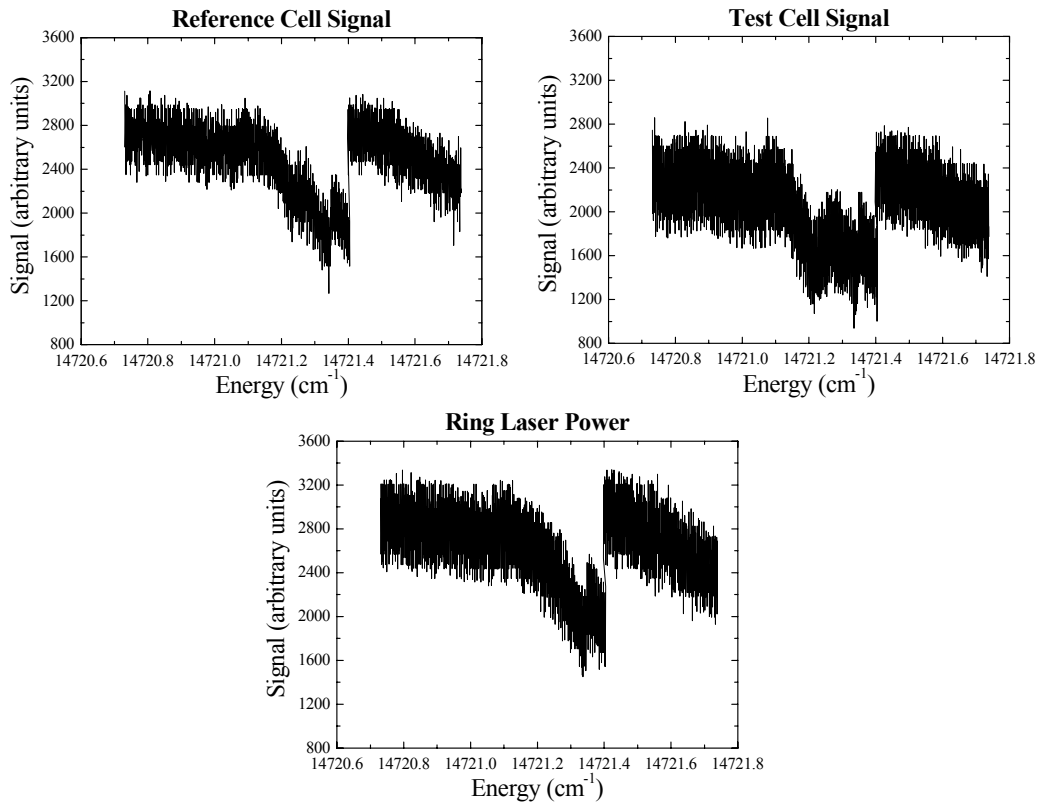 Reference Cell Signal
3600
3200
2800
2400
2000
1600
1200
800
Signal (arbitrary units)
14720.6 14720.8 14721.0 14721.2 14721.4 14721.6 14721.8
Energy (cm⁻¹)
Test Cell Signal
3600
3200
2800
2400
2000
1600
1200
800
Signal (arbitrary units)
14720.6 14720.8 14721.0 14721.2 14721.4 14721.6 14721.8
Energy (cm⁻¹)
Ring Laser Power
3600
3200
2800
2400
2000
1600
1200
800
Signal (arbitrary units)
14720.6 14720.8 14721.0 14721.2 14721.4 14721.6 14721.8
Energy (cm⁻¹)